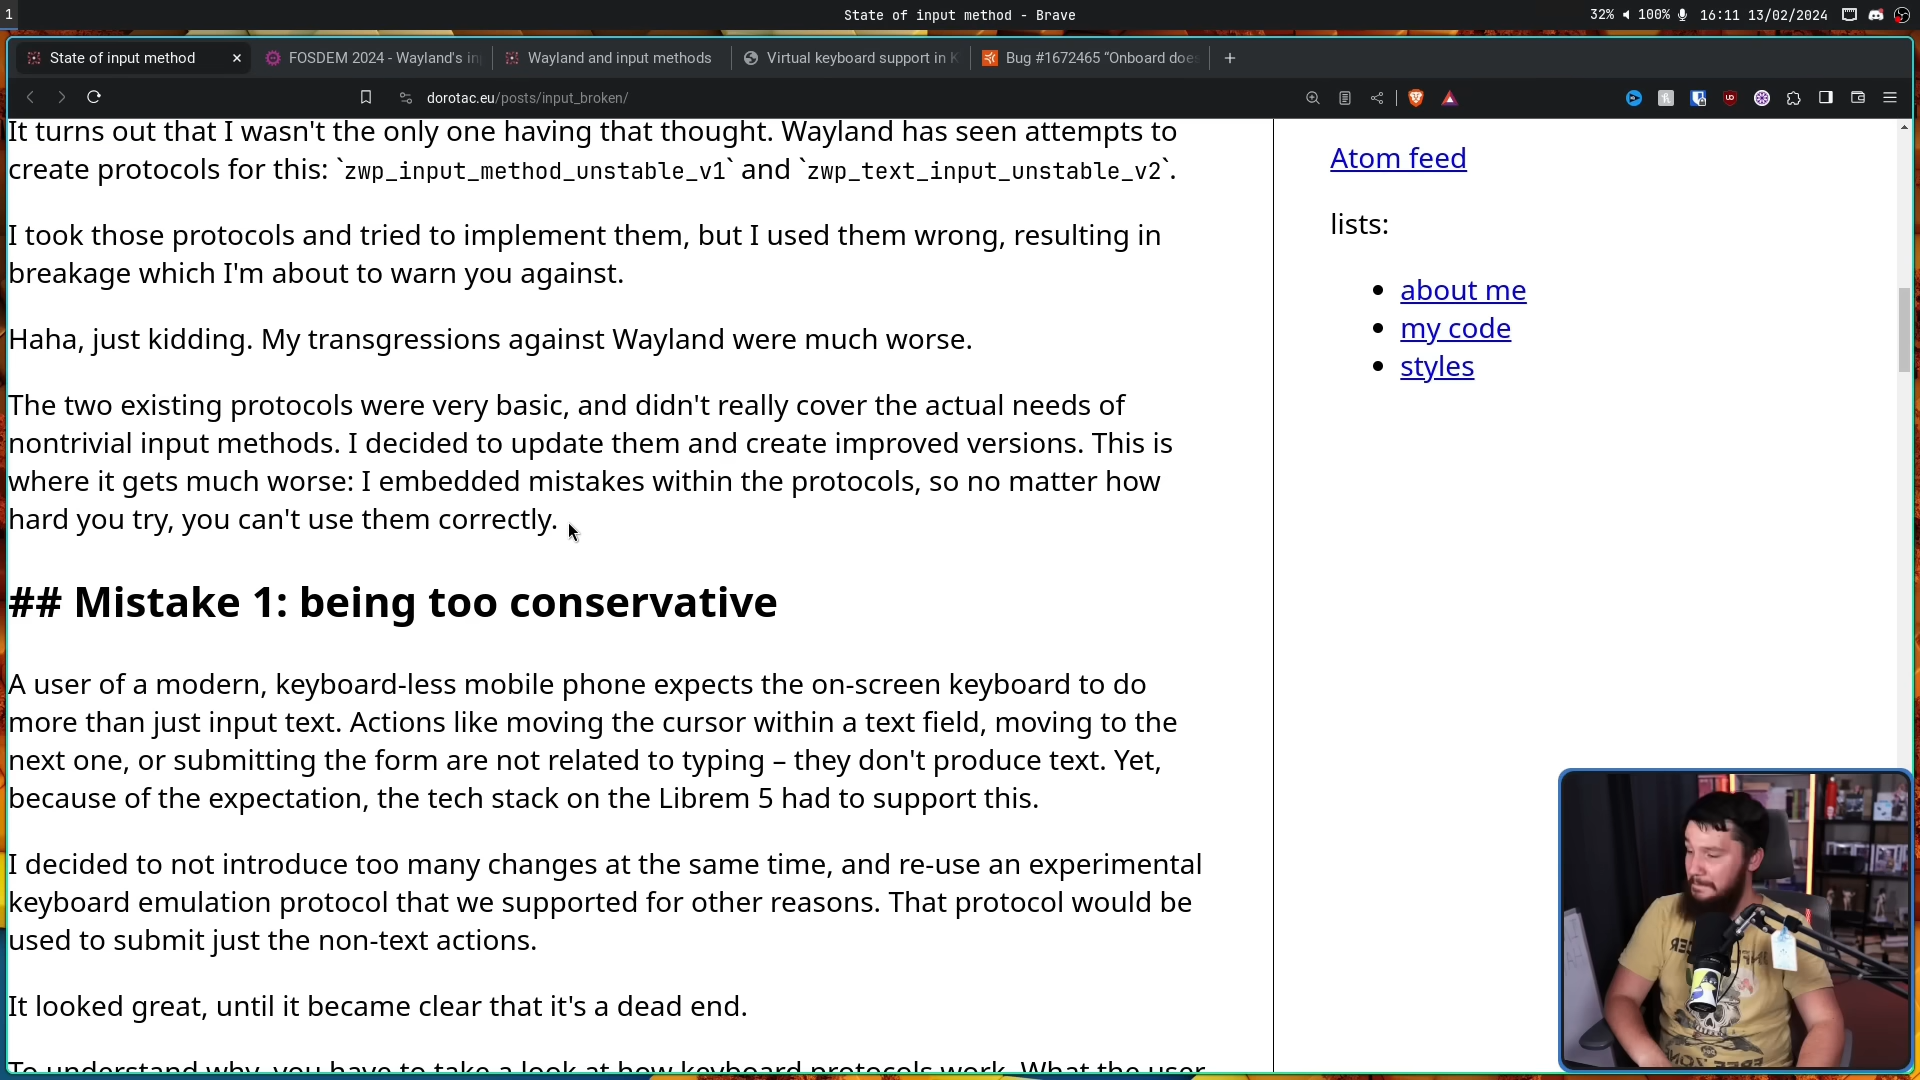 1
State of input method - Brave
32% 100% 16:11 13/02/2024
State of input method
FOSDEM 2024 - Wayland's in
Wayland and input methods
Virtual keyboard support in K
Bug #1672465 “Onboard does
dorotac.eu/posts/input_broken/
It turns out that I wasn't the only one having that thought. Wayland has seen attempts to
create protocols for this: `zwp_input_method_unstable_v1` and `zwp_text_input_unstable_v2`.
I took those protocols and tried to implement them, but I used them wrong, resulting in
breakage which I'm about to warn you against.
Haha, just kidding. My transgressions against Wayland were much worse.
The two existing protocols were very basic, and didn't really cover the actual needs of
nontrivial input methods. I decided to update them and create improved versions. This is
where it gets much worse: I embedded mistakes within the protocols, so no matter how
hard you try, you can't use them correctly.
## Mistake 1: being too conservative
A user of a modern, keyboard-less mobile phone expects the on-screen keyboard to do
more than just input text. Actions like moving the cursor within a text field, moving to the
next one, or submitting the form are not related to typing – they don't produce text. Yet,
because of the expectation, the tech stack on the Librem 5 had to support this.
I decided to not introduce too many changes at the same time, and re-use an experimental
keyboard emulation protocol that we supported for other reasons. That protocol would be
used to submit just the non-text actions.
It looked great, until it became clear that it's a dead end.
To understand why, you have to take a look at how keyboard protocols work. What the user
Atom feed
lists:
about me
my code
styles